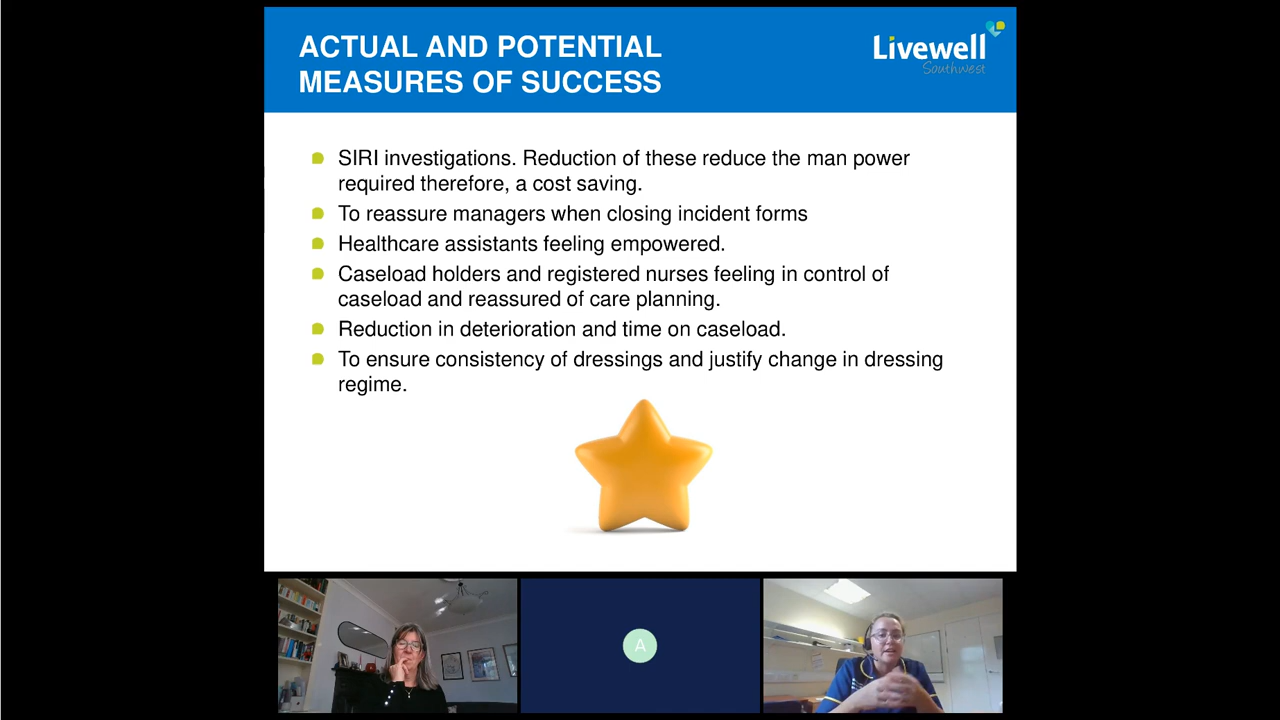 ACTUAL AND POTENTIAL
MEASURES OF SUCCESS
Livewell
Southwest
SIRI investigations. Reduction of these reduce the man power
required therefore, a cost saving.
To reassure managers when closing incident forms
Healthcare assistants feeling empowered.
Caseload holders and registered nurses feeling in control of
caseload and reassured of care planning.
Reduction in deterioration and time on caseload.
To ensure consistency of dressings and justify change in dressing
regime.
A